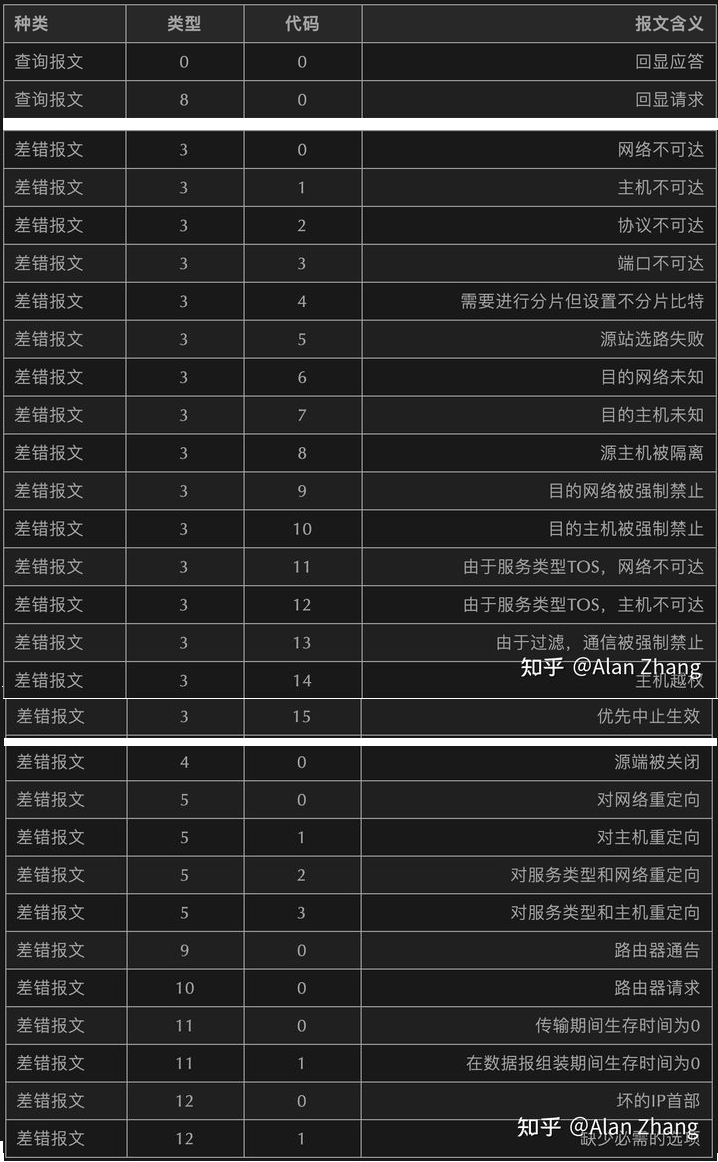 种类 类型 代码 报文含义
查询报文 0 0 回显应答
查询报文 8 0 回显请求
差错报文 3 0 网络不可达
差错报文 3 1 主机不可达
差错报文 3 2 协议不可达
差错报文 3 3 端口不可达
差错报文 3 4 需要进行分片但设置不分片比特
差错报文 3 5 源站选路失败
差错报文 3 6 目的网络未知
差错报文 3 7 目的主机未知
差错报文 3 8 源主机被隔离
差错报文 3 9 目的网络被强制禁止
差错报文 3 10 目的主机被强制禁止
差错报文 3 11 由于服务类型TOS，网络不可达
差错报文 3 12 由于服务类型TOS，主机不可达
差错报文 3 13 由于过滤，通信被强制禁止
知乎 @Alan Zhang
差错报文 3 14 主机越权
差错报文 3 15 优先中止生效
差错报文 4 0 源端被关闭
差错报文 5 0 对网络重定向
差错报文 5 1 对主机重定向
差错报文 5 2 对服务类型和网络重定向
差错报文 5 3 对服务类型和主机重定向
差错报文 9 0 路由器通告
差错报文 10 0 路由器请求
差错报文 11 0 传输期间生存时间为0
差错报文 11 1 在数据报组装期间生存时间为0
差错报文 12 0 坏的IP首部
知乎 @Alan Zhang
差错报文 12 1 缺少必需的选项